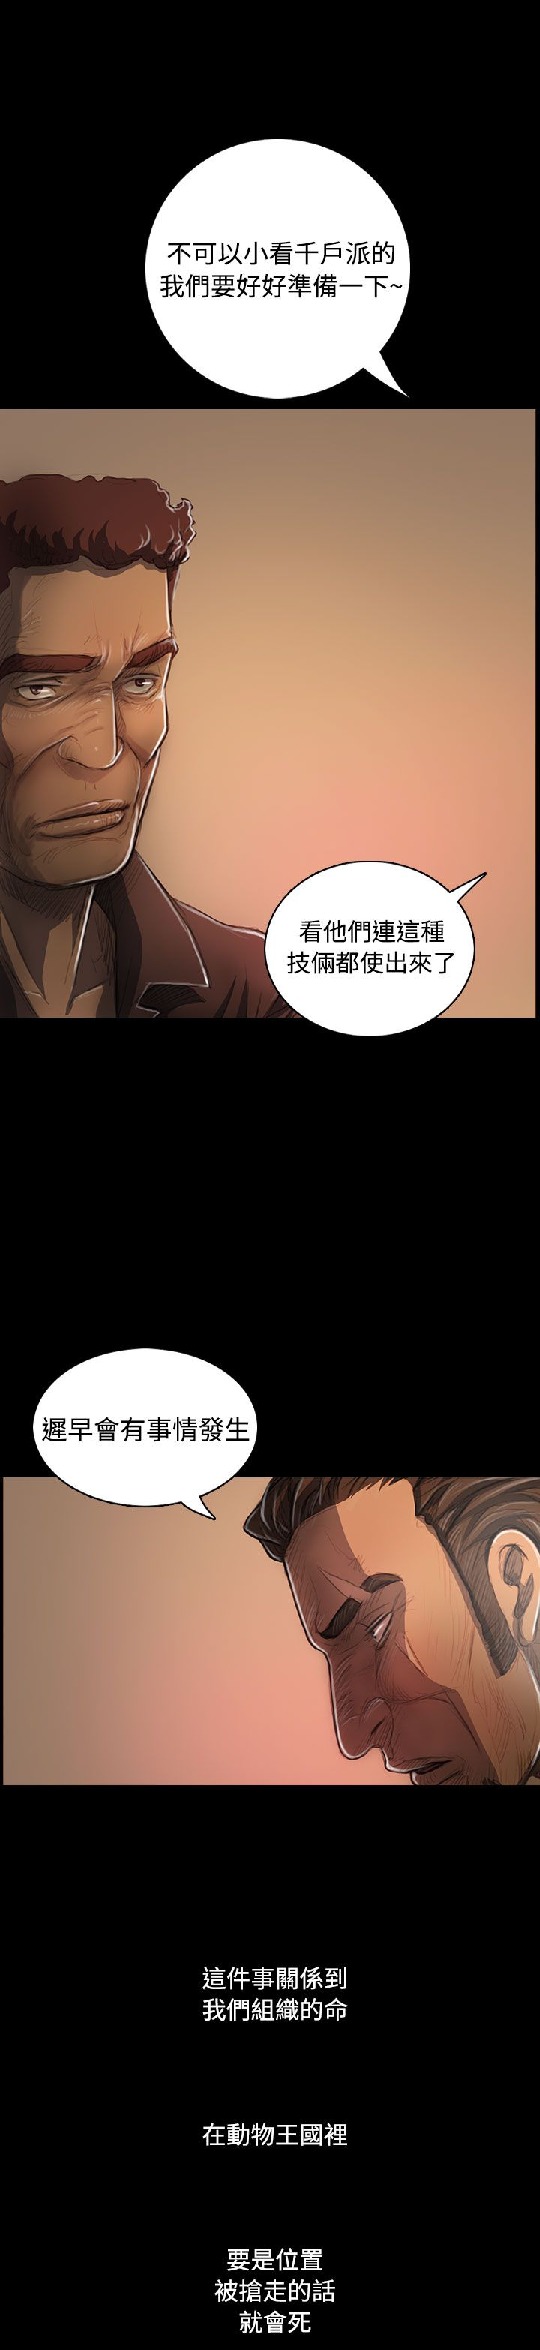 不可以小看千戶派的
我們要好好準備一下~
看他們連這種
技倆都使出來了
遲早會有事情發生
這件事關係到
我們組織的命
在動物王國裡
要是位置
被搶走的話
就會死